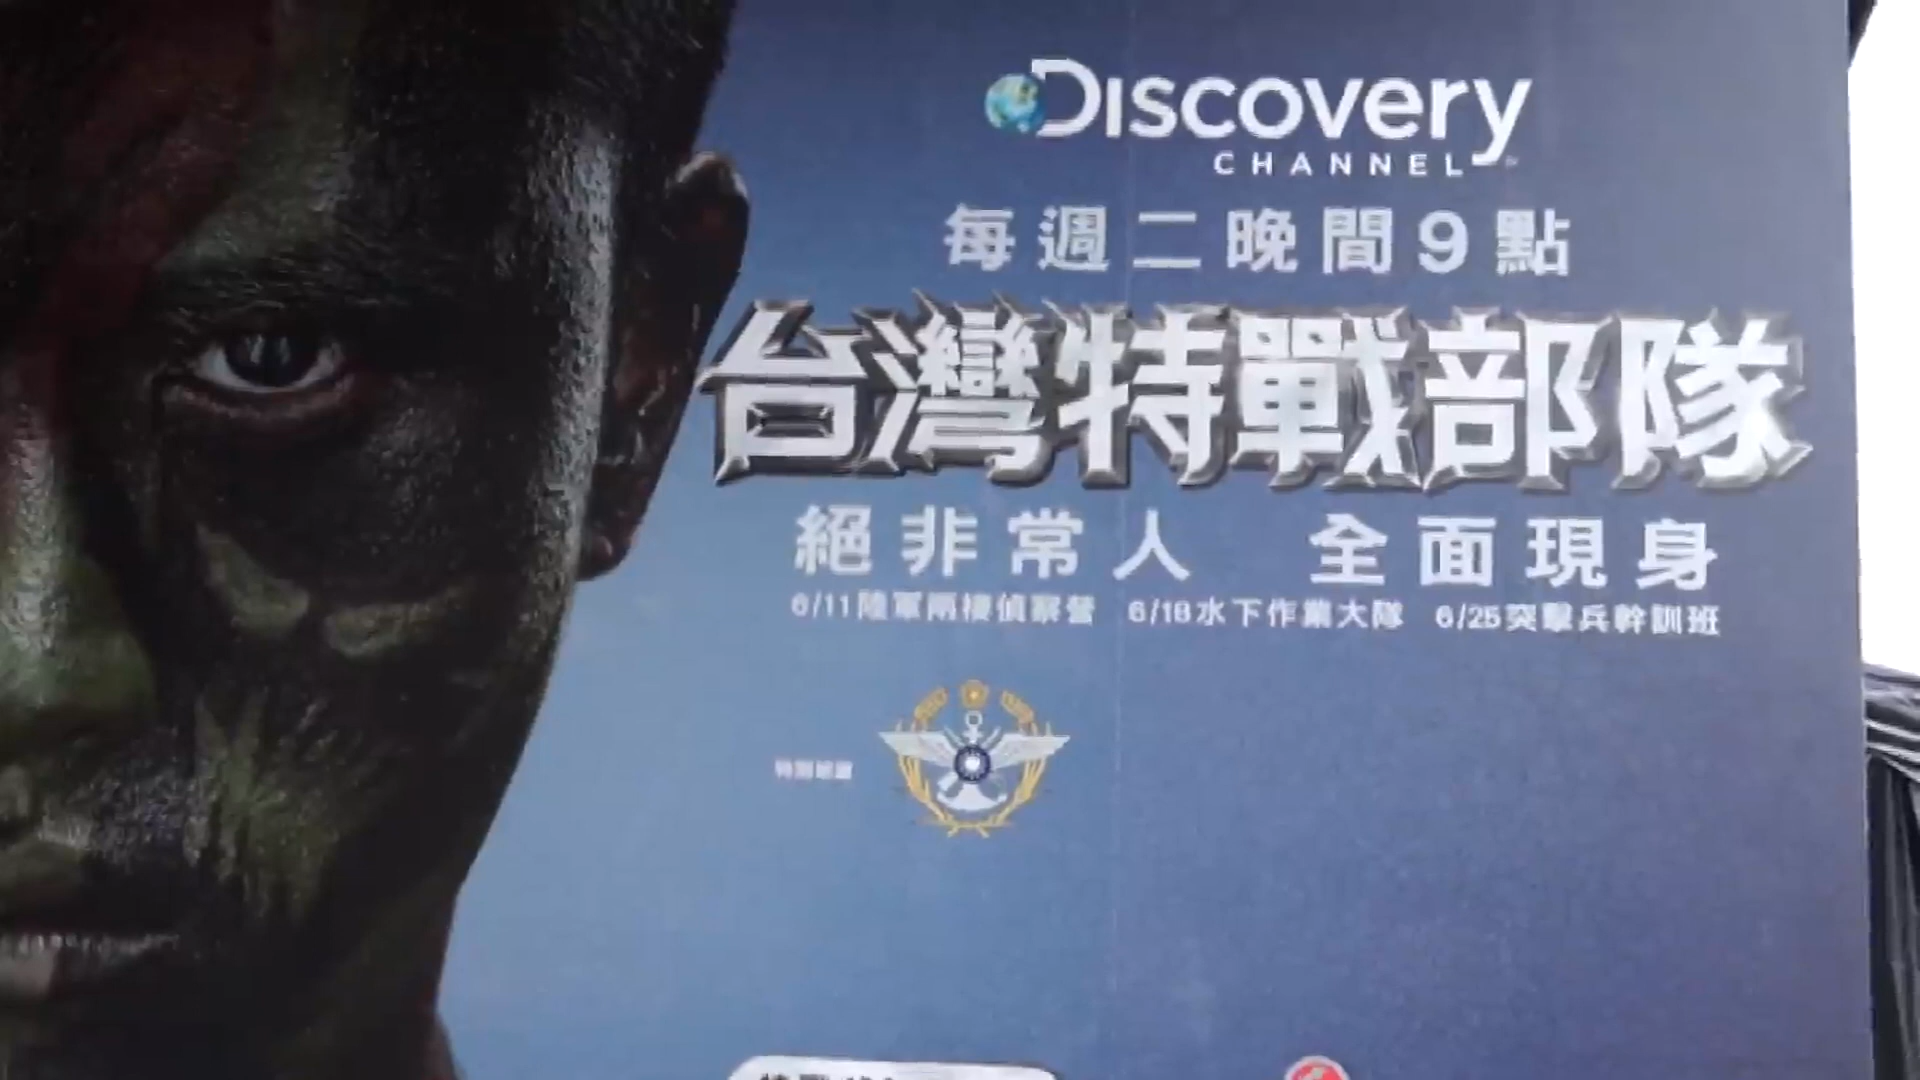 Discovery
CHANNEL
每週二晚間9點
台灣特戰部隊
絕非常人 全面現身
6/11陸軍兩棲偵察營 6/18水下作業大隊 6/25突擊兵幹訓班